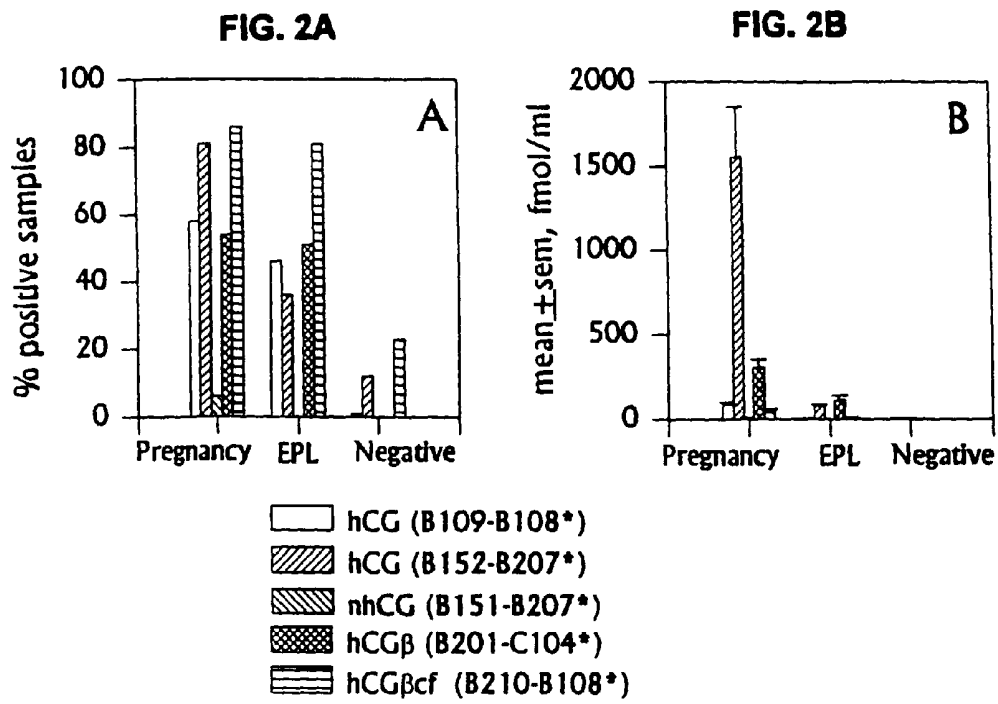 FIG. 2A
FIG. 2B
A
% positive samples
100
80
60
40
20
0
Pregnancy EPL Negative
B
mean±sem, fmol/ml
2000
1500
1000
500
0
Pregnancy EPL Negative
hCG (B109-B108*)
hCG (B152-B207*)
nhCG (B151-B207*)
hCGβ (B201-C104*)
hCGβcf (B210-B108*)